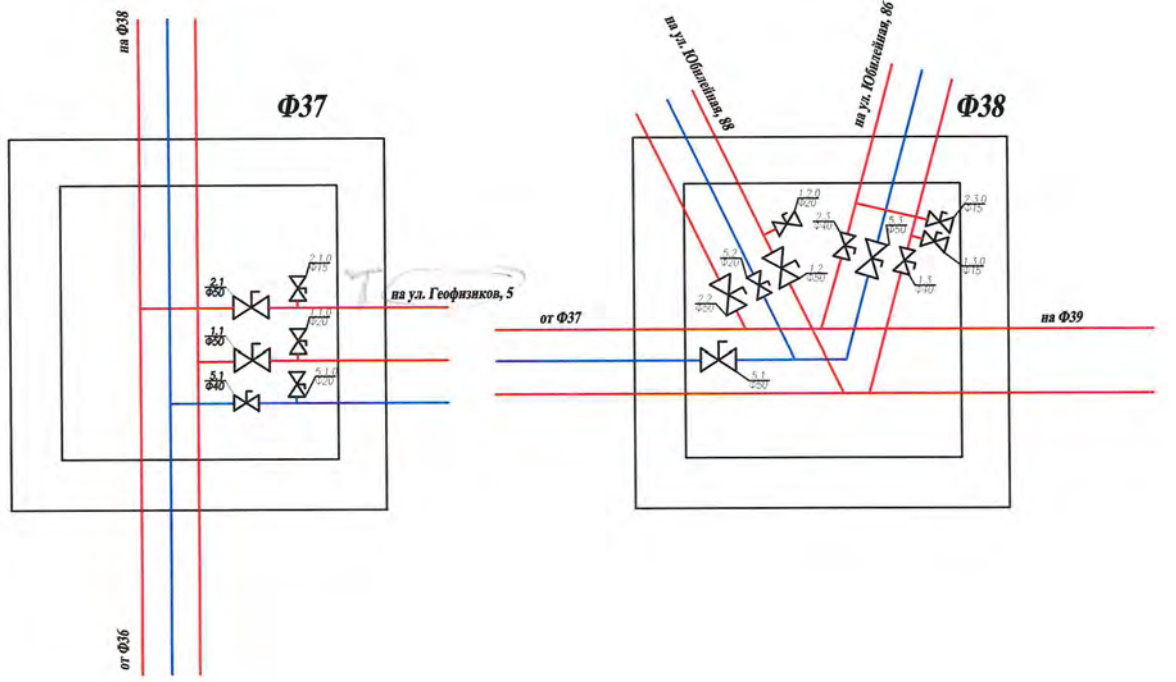 на Ф38
Ф37
2.1
Ф50
2.1.0
Ф15
на ул. Геофизиков, 5
1.1
Ф50
1.1.0
Ф20
5.1
Ф40
5.1.0
Ф20
от Ф36
на ул. Юбилейная, 88
на ул. Юбилейная, 86
Ф38
1.2.0
Ф20
2.3
Ф40
5.3
Ф50
2.3.0
Ф15
1.3.0
Ф15
5.2
Ф20
1.2
Ф50
1.3
Ф40
2.2
Ф50
от Ф37
на Ф39
5.1
Ф50